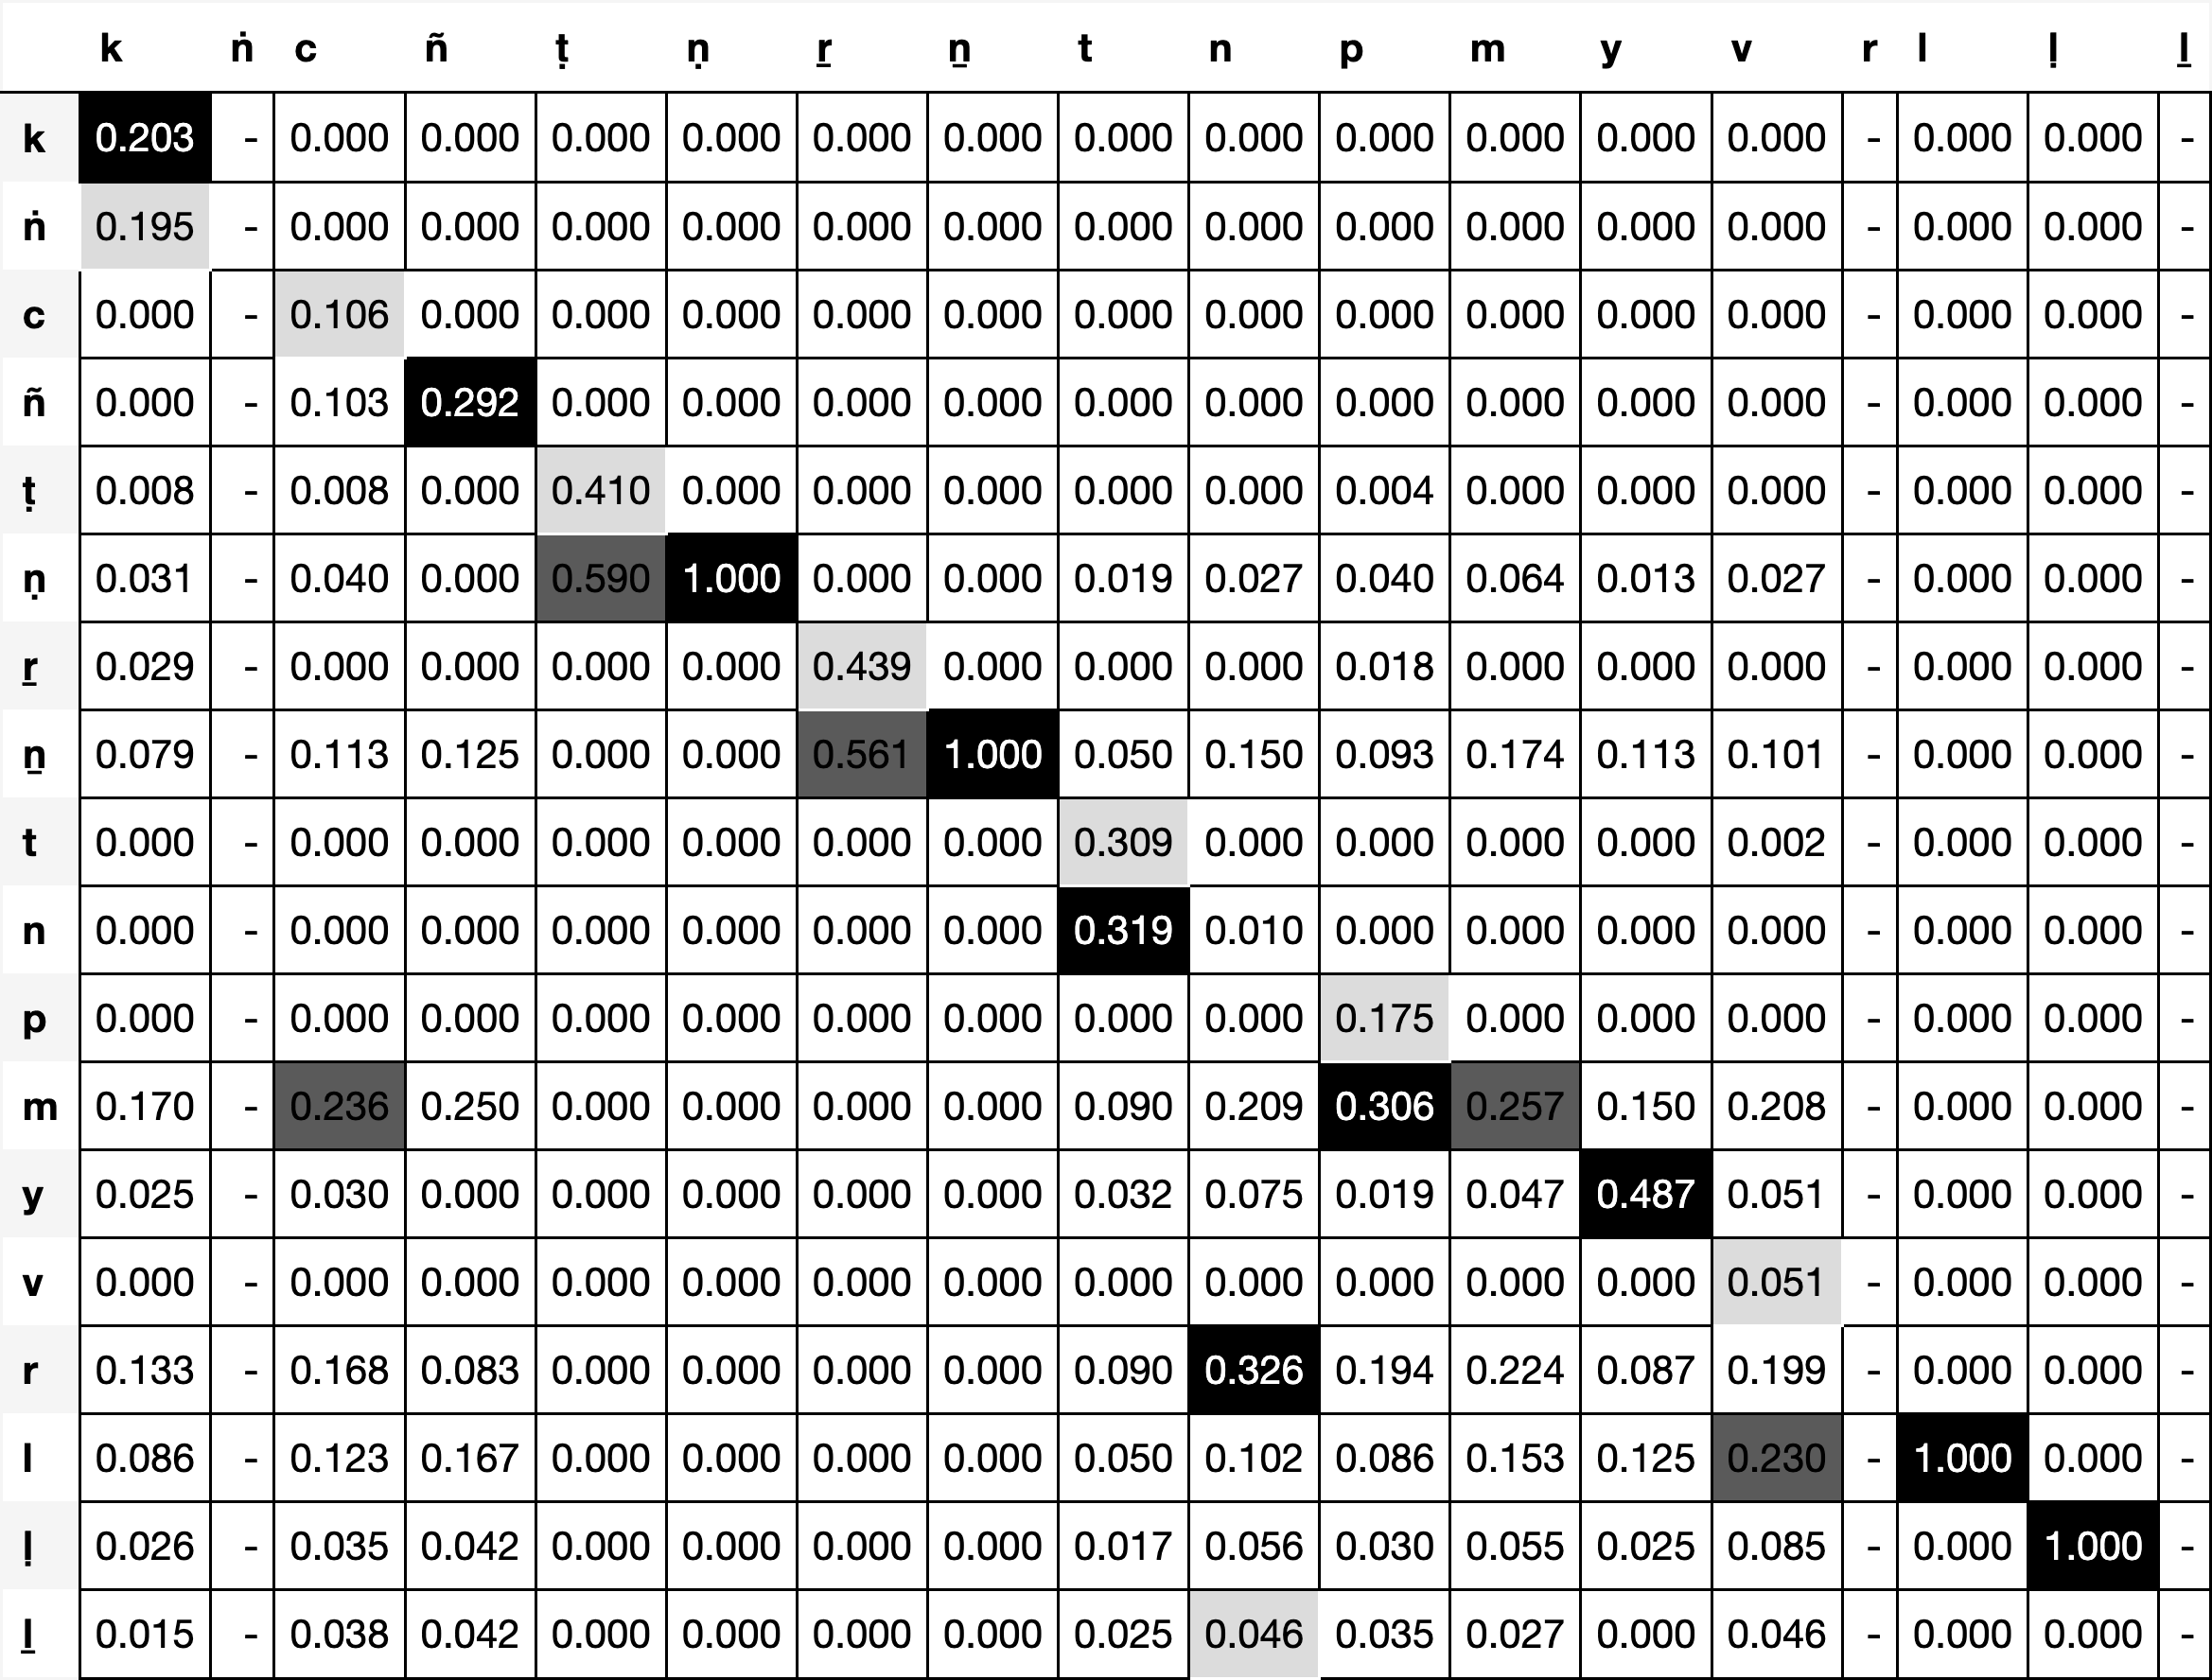 k ṅ c ñ ṭ ṇ ṟ ṉ t n p m y v r l ḷ ḻ
k 0.203 - 0.000 0.000 0.000 0.000 0.000 0.000 0.000 0.000 0.000 0.000 0.000 0.000 - 0.000 0.000 -
ṅ 0.195 - 0.000 0.000 0.000 0.000 0.000 0.000 0.000 0.000 0.000 0.000 0.000 0.000 - 0.000 0.000 -
c 0.000 - 0.106 0.000 0.000 0.000 0.000 0.000 0.000 0.000 0.000 0.000 0.000 0.000 - 0.000 0.000 -
ñ 0.000 - 0.103 0.292 0.000 0.000 0.000 0.000 0.000 0.000 0.000 0.000 0.000 0.000 - 0.000 0.000 -
ṭ 0.008 - 0.008 0.000 0.410 0.000 0.000 0.000 0.000 0.000 0.004 0.000 0.000 0.000 - 0.000 0.000 -
ṇ 0.031 - 0.040 0.000 0.590 1.000 0.000 0.000 0.019 0.027 0.040 0.064 0.013 0.027 - 0.000 0.000 -
ṟ 0.029 - 0.000 0.000 0.000 0.000 0.439 0.000 0.000 0.000 0.018 0.000 0.000 0.000 - 0.000 0.000 -
ṉ 0.079 - 0.113 0.125 0.000 0.000 0.561 1.000 0.050 0.150 0.093 0.174 0.113 0.101 - 0.000 0.000 -
t 0.000 - 0.000 0.000 0.000 0.000 0.000 0.000 0.309 0.000 0.000 0.000 0.000 0.002 - 0.000 0.000 -
n 0.000 - 0.000 0.000 0.000 0.000 0.000 0.000 0.319 0.010 0.000 0.000 0.000 0.000 - 0.000 0.000 -
p 0.000 - 0.000 0.000 0.000 0.000 0.000 0.000 0.000 0.000 0.175 0.000 0.000 0.000 - 0.000 0.000 -
m 0.170 - 0.236 0.250 0.000 0.000 0.000 0.000 0.090 0.209 0.306 0.257 0.150 0.208 - 0.000 0.000 -
y 0.025 - 0.030 0.000 0.000 0.000 0.000 0.000 0.032 0.075 0.019 0.047 0.487 0.051 - 0.000 0.000 -
v 0.000 - 0.000 0.000 0.000 0.000 0.000 0.000 0.000 0.000 0.000 0.000 0.000 0.051 - 0.000 0.000 -
r 0.133 - 0.168 0.083 0.000 0.000 0.000 0.000 0.090 0.326 0.194 0.224 0.087 0.199 - 0.000 0.000 -
l 0.086 - 0.123 0.167 0.000 0.000 0.000 0.000 0.050 0.102 0.086 0.153 0.125 0.230 - 1.000 0.000 -
ḷ 0.026 - 0.035 0.042 0.000 0.000 0.000 0.000 0.017 0.056 0.030 0.055 0.025 0.085 - 0.000 1.000 -
ḻ 0.015 - 0.038 0.042 0.000 0.000 0.000 0.000 0.025 0.046 0.035 0.027 0.000 0.046 - 0.000 0.000 -